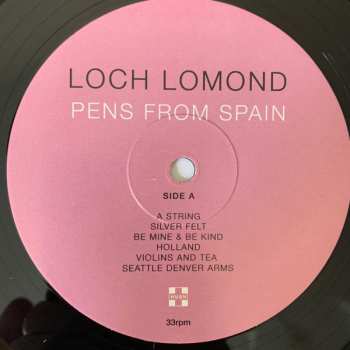 LOCH LOMOND
PENS FROM SPAIN
SIDE A
A STRING
SILVER FELT
BE MINE & BE KIND
HOLLAND
VIOLINS AND TEA
SEATTLE DENVER ARMS
HUSH
33rpm